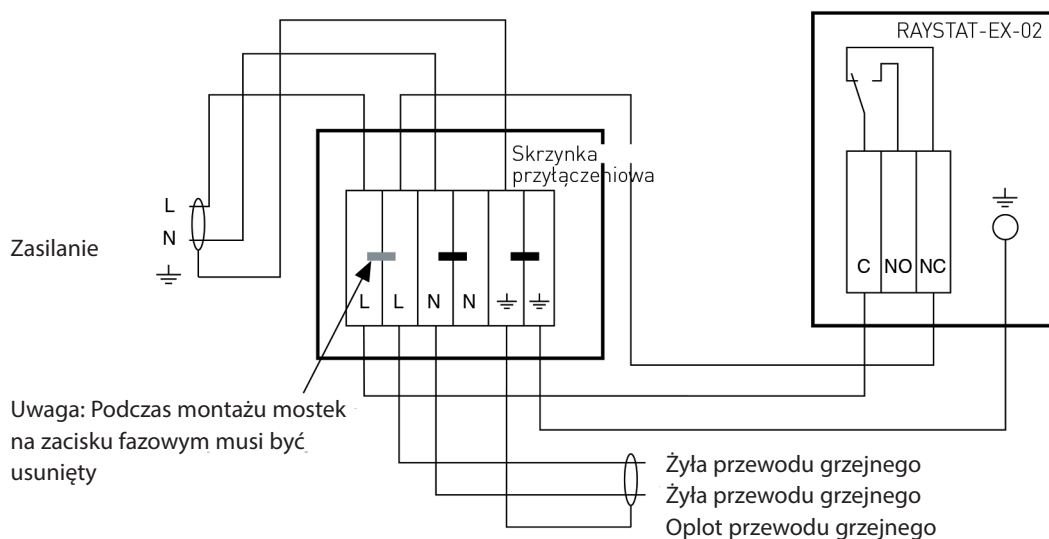 RAYSTAT-EX-02
Skrzynka
przyłączeniowa
L
N
Zasilanie
C NO NC
L L N N
Uwaga: Podczas montażu mostek
na zacisku fazowym musi być
usunięty
Żyła przewodu grzejnego
Żyła przewodu grzejnego
Oplot przewodu grzejnego